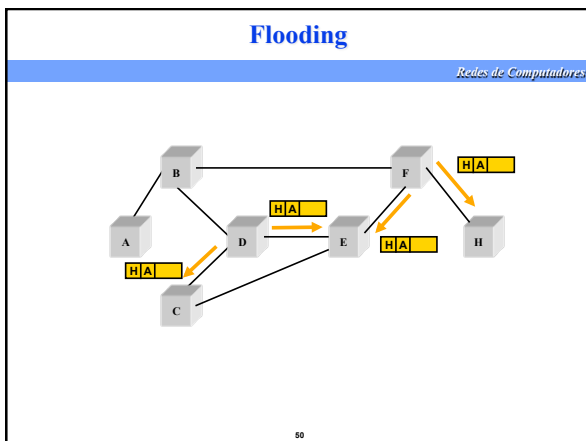 Flooding
Redes de Computadores
H A
B
F
H A
A
D
E
H
H A
H A
C
50